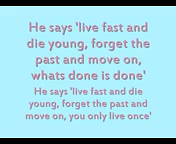 He says 'live fast and
die young, forget the
past and move on,
whats done is done'
He says 'live fast and die
young, forget the past and
move on, you only live once'